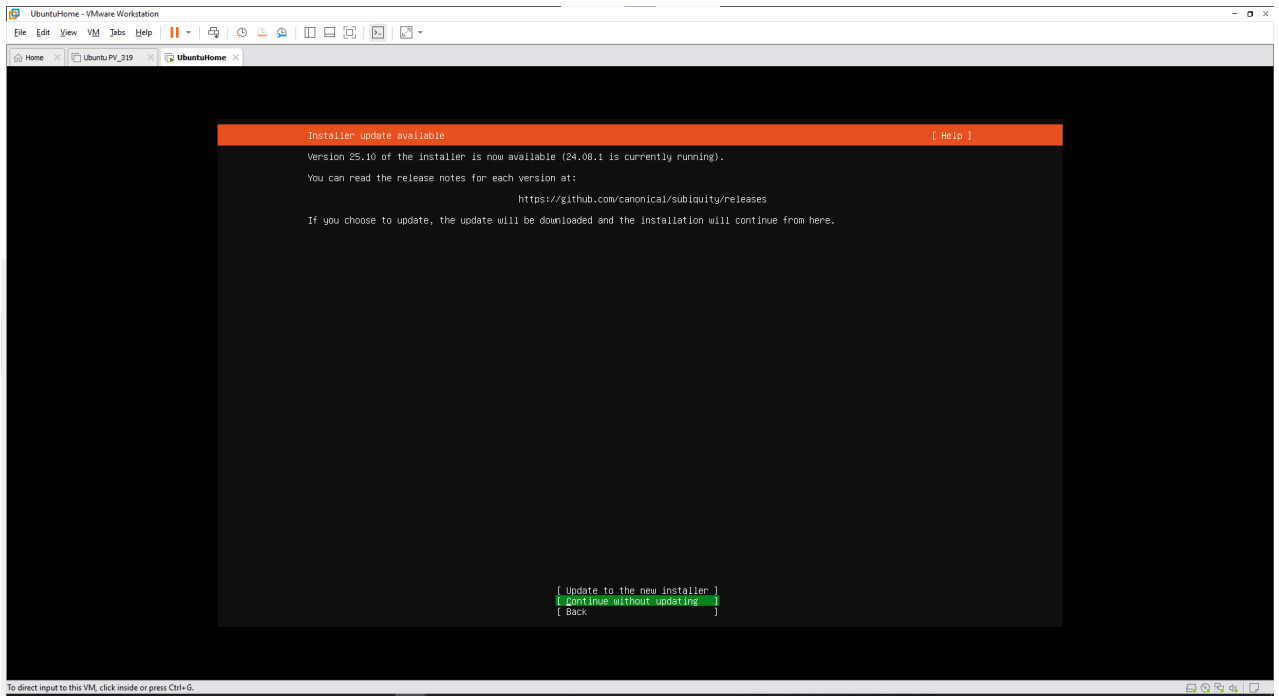 UbuntuHome - VMware Workstation
File Edit View VM Tabs Help
Home Ubuntu PV_319 UbuntuHome
Installer update available [ Help ]
Version 25.10 of the installer is now available (24.08.1 is currently running).
You can read the release notes for each version at:
https://github.com/canonical/subiquity/releases
If you choose to update, the update will be downloaded and the installation will continue from here.
[ Update to the new installer ]
[ Continue without updating ]
[ Back ]
To direct input to this VM, click inside or press Ctrl+G.